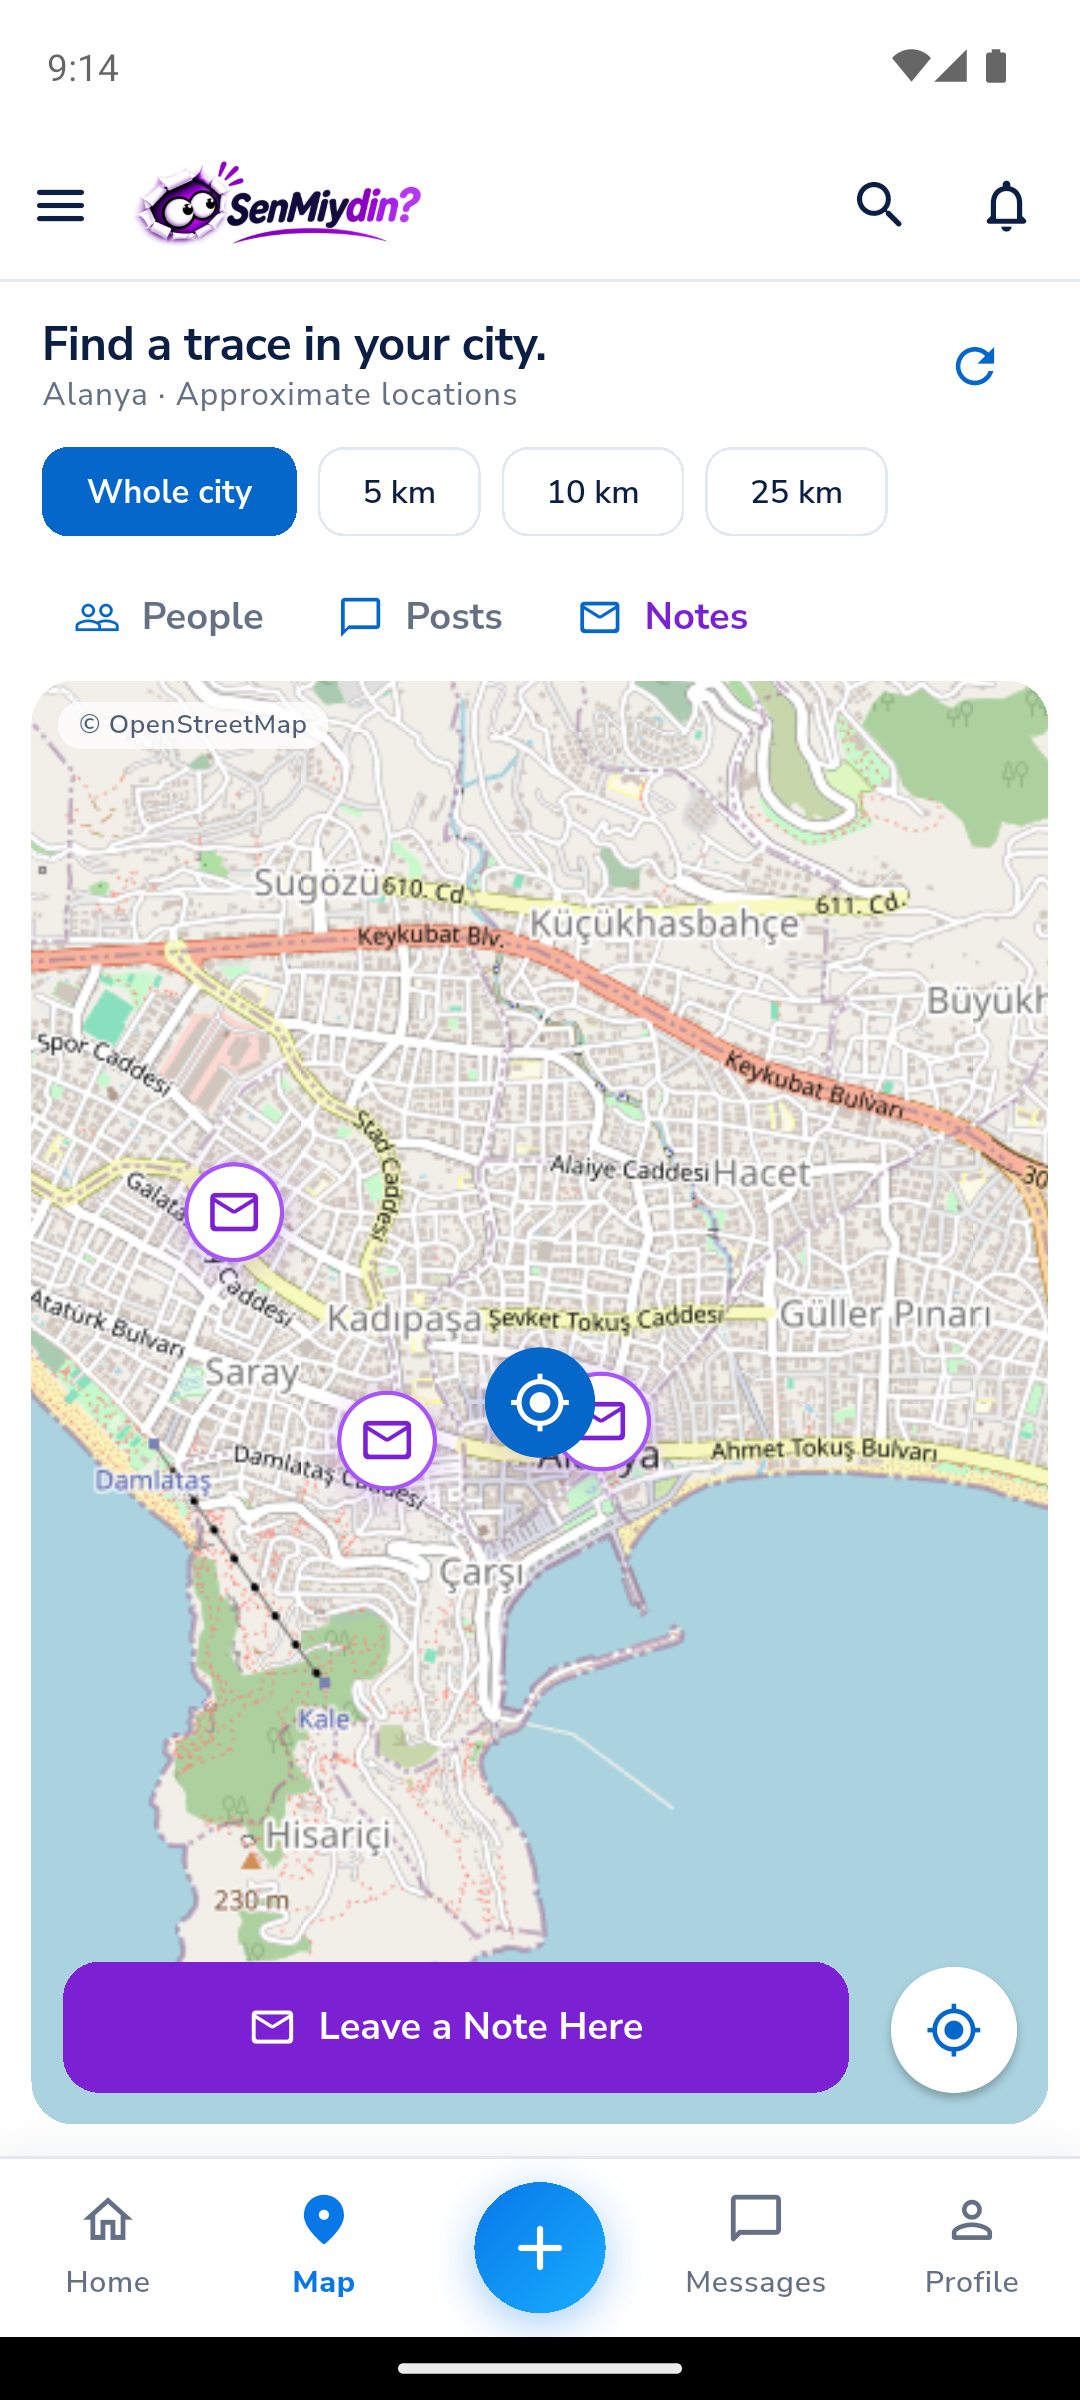 9:14
SenMiydin?
Find a trace in your city.
Alanya · Approximate locations
Whole city
5 km
10 km
25 km
People
Posts
Notes
© OpenStreetMap
Sugözü
610. Cd.
611. Cd.
Küçükhasbahçe
Keykubat Blv.
Büyükh
Spor Caddesi
Keykubat Bulvarı
Stad Caddesi
Alaiye Caddesi
Hacet
30
Galata
Caddesi
Atatürk Bulvarı
Kadıpaşa
Şevket Tokuş Caddesi
Güller Pınarı
Saray
Damlataş Caddesi
Ahmet Tokuş Bulvarı
Damlataş
Çarşı
Kale
Hisariçi
230 m
Leave a Note Here
Home
Map
Messages
Profile